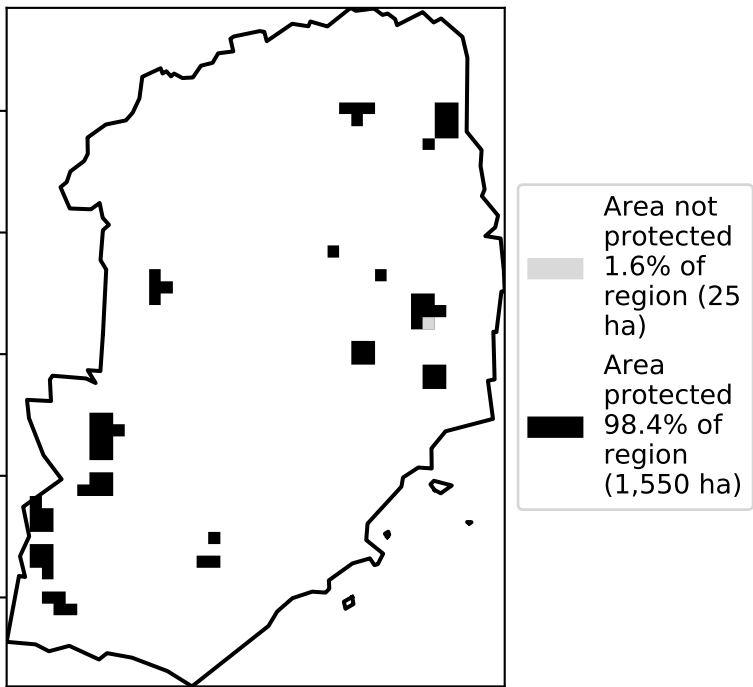 Area not
protected
1.6% of
region (25
ha)
Area
protected
98.4% of
region
(1,550 ha)